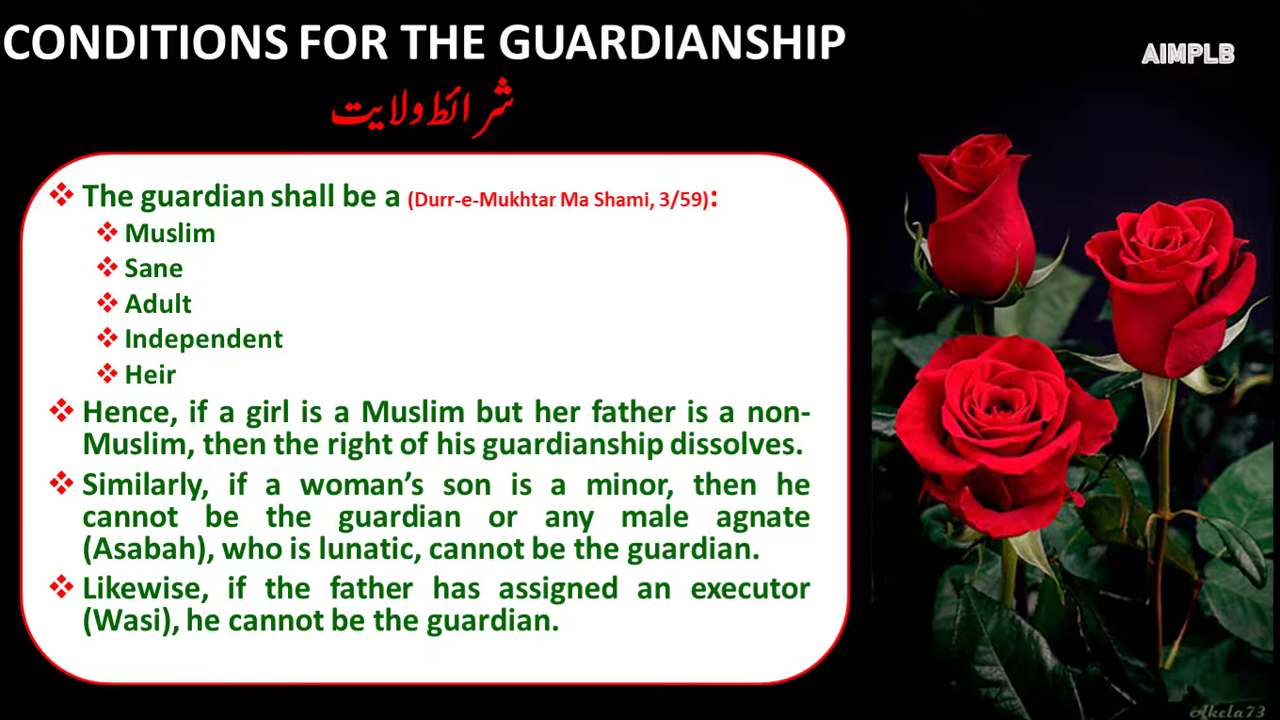 CONDITIONS FOR THE GUARDIANSHIP
AIMPLB
شرائط ولایت
❖ The guardian shall be a (Durr-e-Mukhtar Ma Shami, 3/59):
❖ Muslim
❖ Sane
❖ Adult
❖ Independent
❖ Heir
❖ Hence, if a girl is a Muslim but her father is a non-
Muslim, then the right of his guardianship dissolves.
❖ Similarly, if a woman’s son is a minor, then he
cannot be the guardian or any male agnate
(Asabah), who is lunatic, cannot be the guardian.
❖ Likewise, if the father has assigned an executor
(Wasi), he cannot be the guardian.
Akela73